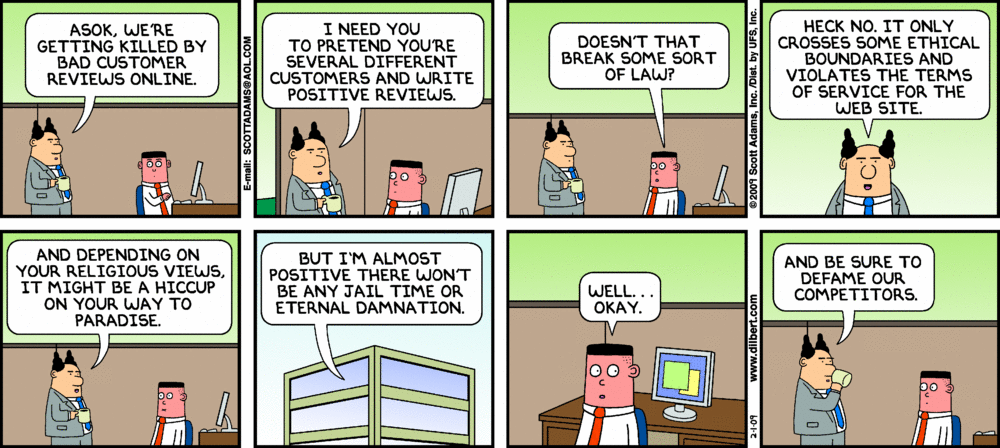 ASOK, WE'RE
GETTING KILLED BY
BAD CUSTOMER
REVIEWS ONLINE.
E-mail: SCOTTADAMS@AOL.COM
I NEED YOU
TO PRETEND YOU'RE
SEVERAL DIFFERENT
CUSTOMERS AND WRITE
POSITIVE REVIEWS.
DOESN'T THAT
BREAK SOME SORT
OF LAW?
© 2009 Scott Adams, Inc./Dist. by UFS, Inc.
HECK NO. IT ONLY
CROSSES SOME ETHICAL
BOUNDARIES AND
VIOLATES THE TERMS
OF SERVICE FOR THE
WEB SITE.
AND DEPENDING ON
YOUR RELIGIOUS VIEWS,
IT MIGHT BE A HICCUP
ON YOUR WAY TO
PARADISE.
BUT I'M ALMOST
POSITIVE THERE WON'T
BE ANY JAIL TIME OR
ETERNAL DAMNATION.
WELL...
OKAY.
www.dilbert.com
2-1-09
AND BE SURE TO
DEFAME OUR
COMPETITORS.